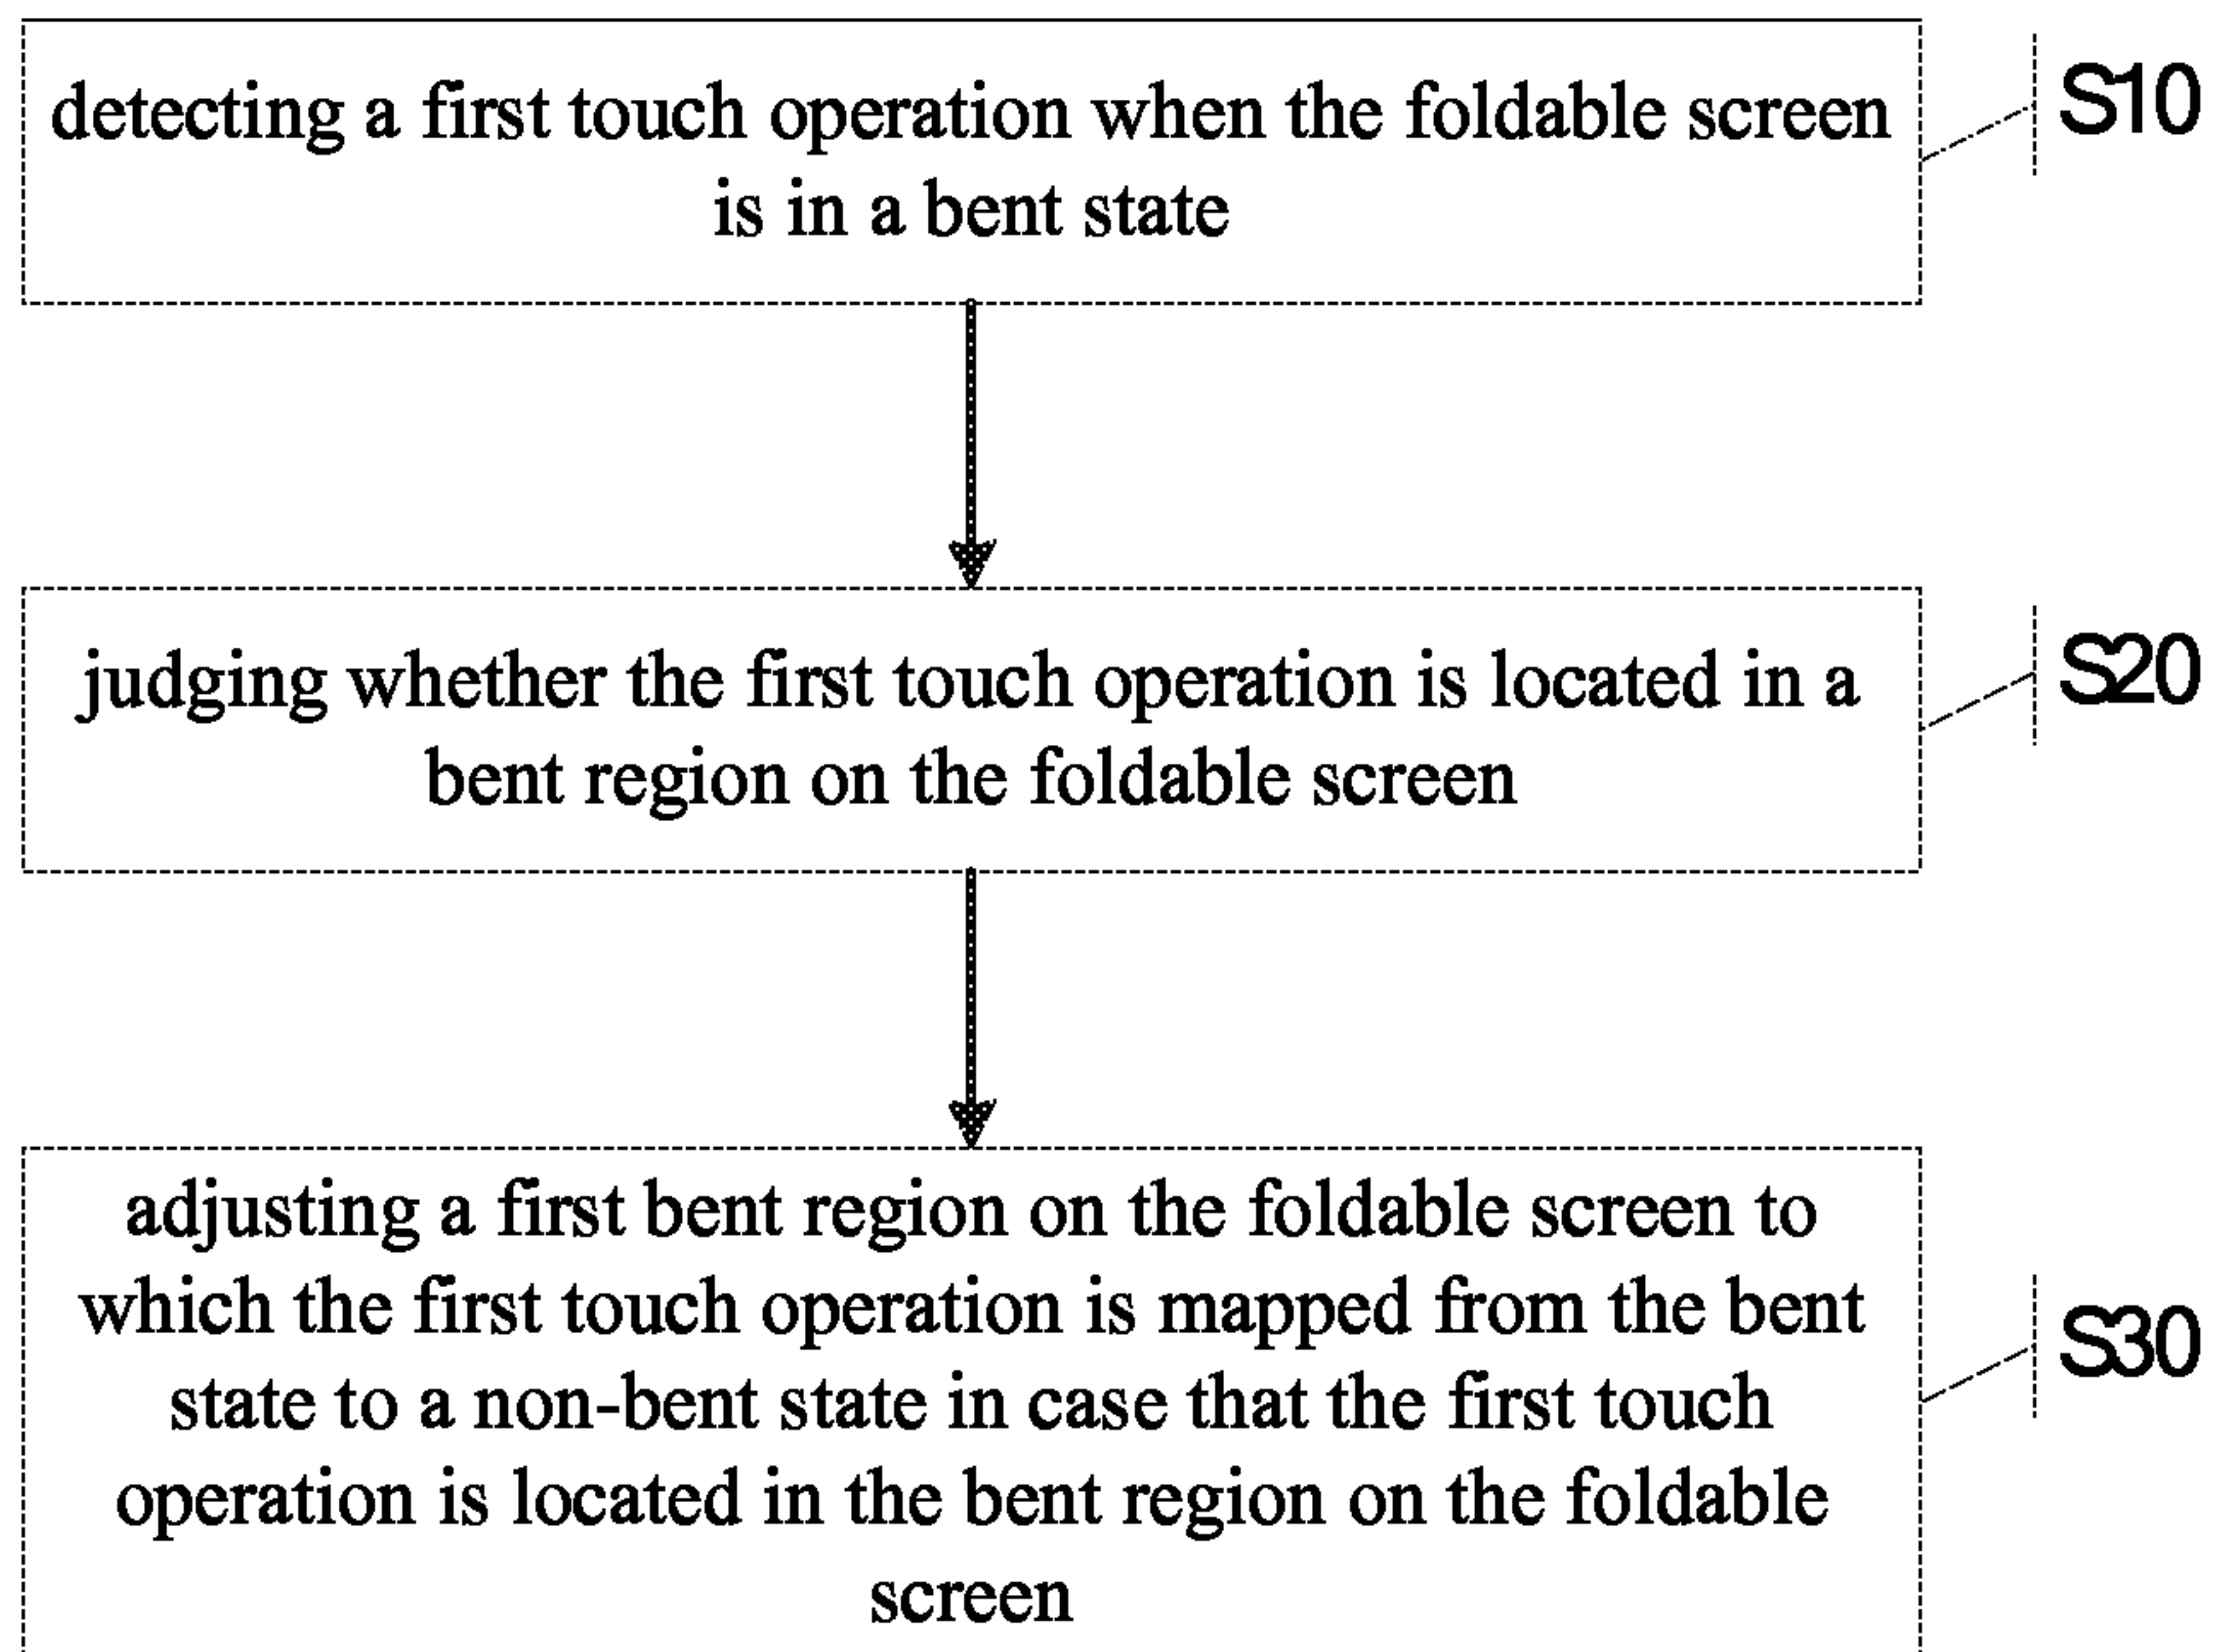 detecting a first touch operation when the foldable screen
is in a bent state
S10
judging whether the first touch operation is located in a
bent region on the foldable screen
S20
adjusting a first bent region on the foldable screen to
which the first touch operation is mapped from the bent
state to a non-bent state in case that the first touch
operation is located in the bent region on the foldable
screen
S30